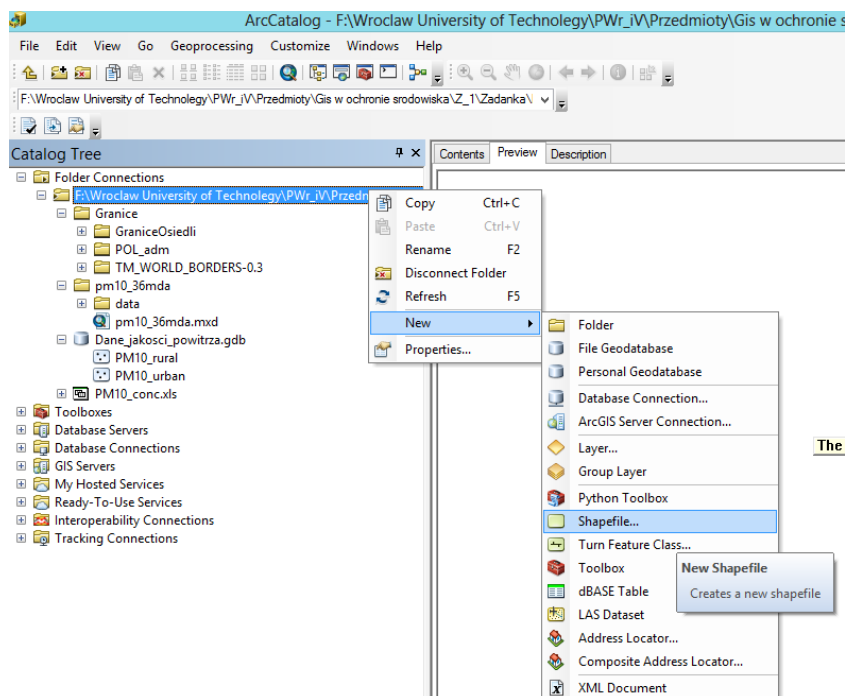 ArcCatalog - F:\Wroclaw University of Technolegy\PWr_iV\Przedmioty\Gis w ochronie s
File Edit View Go Geoprocessing Customize Windows Help
F:\Wroclaw University of Technolegy\PWr_iV\Przedmioty\Gis w ochronie srodowiska\Z_1\Zadanka\
Catalog Tree
Contents Preview Description
Folder Connections
F:\Wroclaw University of Technolegy\PWr_iV\Przedm
Granice
GraniceOsiedli
POL_adm
TM_WORLD_BORDERS-0.3
pm10_36mda
data
pm10_36mda.mxd
Dane_jakosci_powitrza.gdb
PM10_rural
PM10_urban
PM10_conc.xls
Toolboxes
Database Servers
Database Connections
GIS Servers
My Hosted Services
Ready-To-Use Services
Interoperability Connections
Tracking Connections
Copy Ctrl+C
Paste Ctrl+V
Rename F2
Disconnect Folder
Refresh F5
New
Properties...
Folder
File Geodatabase
Personal Geodatabase
Database Connection...
ArcGIS Server Connection...
Layer...
Group Layer
Python Toolbox
Shapefile...
Turn Feature Class...
Toolbox
dBASE Table
LAS Dataset
Address Locator...
Composite Address Locator...
XML Document
New Shapefile
Creates a new shapefile
The